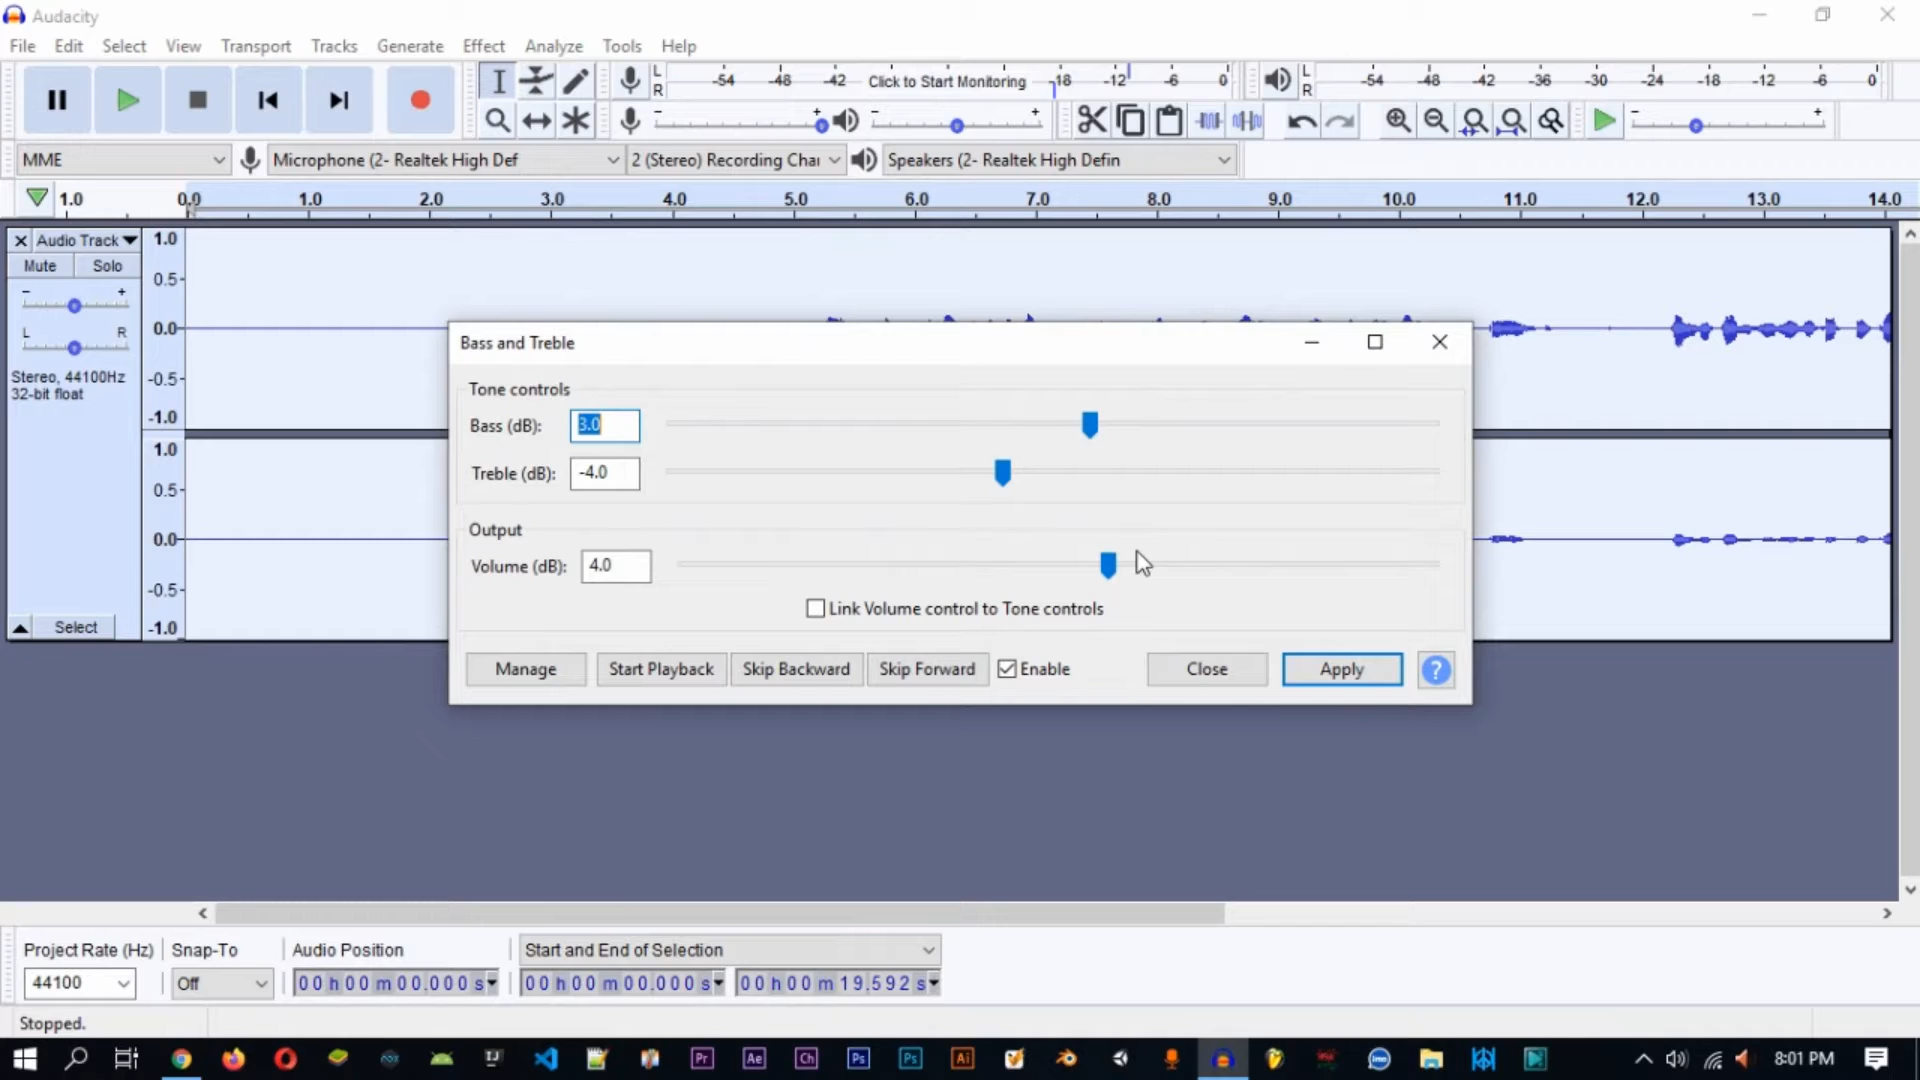 Audacity
File Edit Select View Transport Tracks Generate Effect Analyze Tools Help
L R -54 -48 -42 Click to Start Monitoring -18 -12 -6 0 L R -54 -48 -42 -36 -30 -24 -18 -12 -6 0
- + - + - +
MME Microphone (2- Realtek High Def 2 (Stereo) Recording Chai Speakers (2- Realtek High Defin
1.0 0.0 1.0 2.0 3.0 4.0 5.0 6.0 7.0 8.0 9.0 10.0 11.0 12.0 13.0 14.0
Audio Track 1.0
Mute Solo
0.5
- +
L R 0.0
Stereo, 44100Hz -0.5
32-bit float
-1.0
1.0
0.5
0.0
-0.5
Select -1.0
Bass and Treble
Tone controls
Bass (dB): 3.0
Treble (dB): -4.0
Output
Volume (dB): 4.0
Link Volume control to Tone controls
Manage Start Playback Skip Backward Skip Forward Enable Close Apply ?
Project Rate (Hz) Snap-To Audio Position Start and End of Selection
44100 Off 00 h 00 m 00.000 s 00 h 00 m 00.000 s 00 h 00 m 19.592 s
Stopped.
IJ Pr Ae Ch Ps Ps Ai imo 8:01 PM